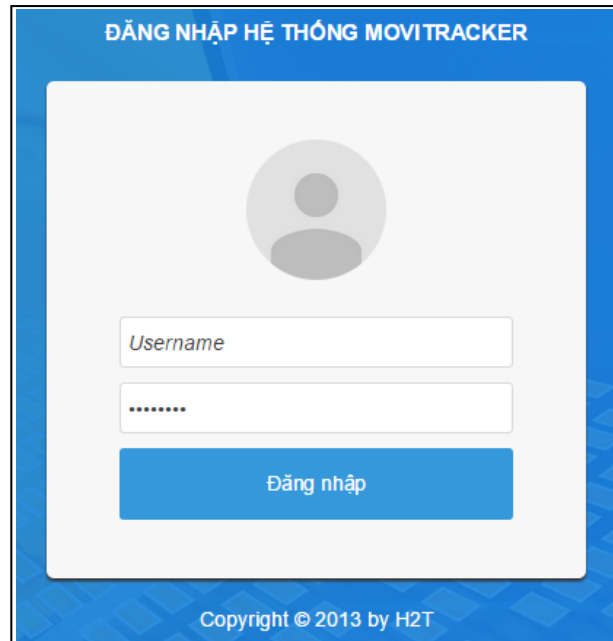 ĐĂNG NHẬP HỆ THỐNG MOVITRACKER
Username
••••••••
Đăng nhập
Copyright © 2013 by H2T